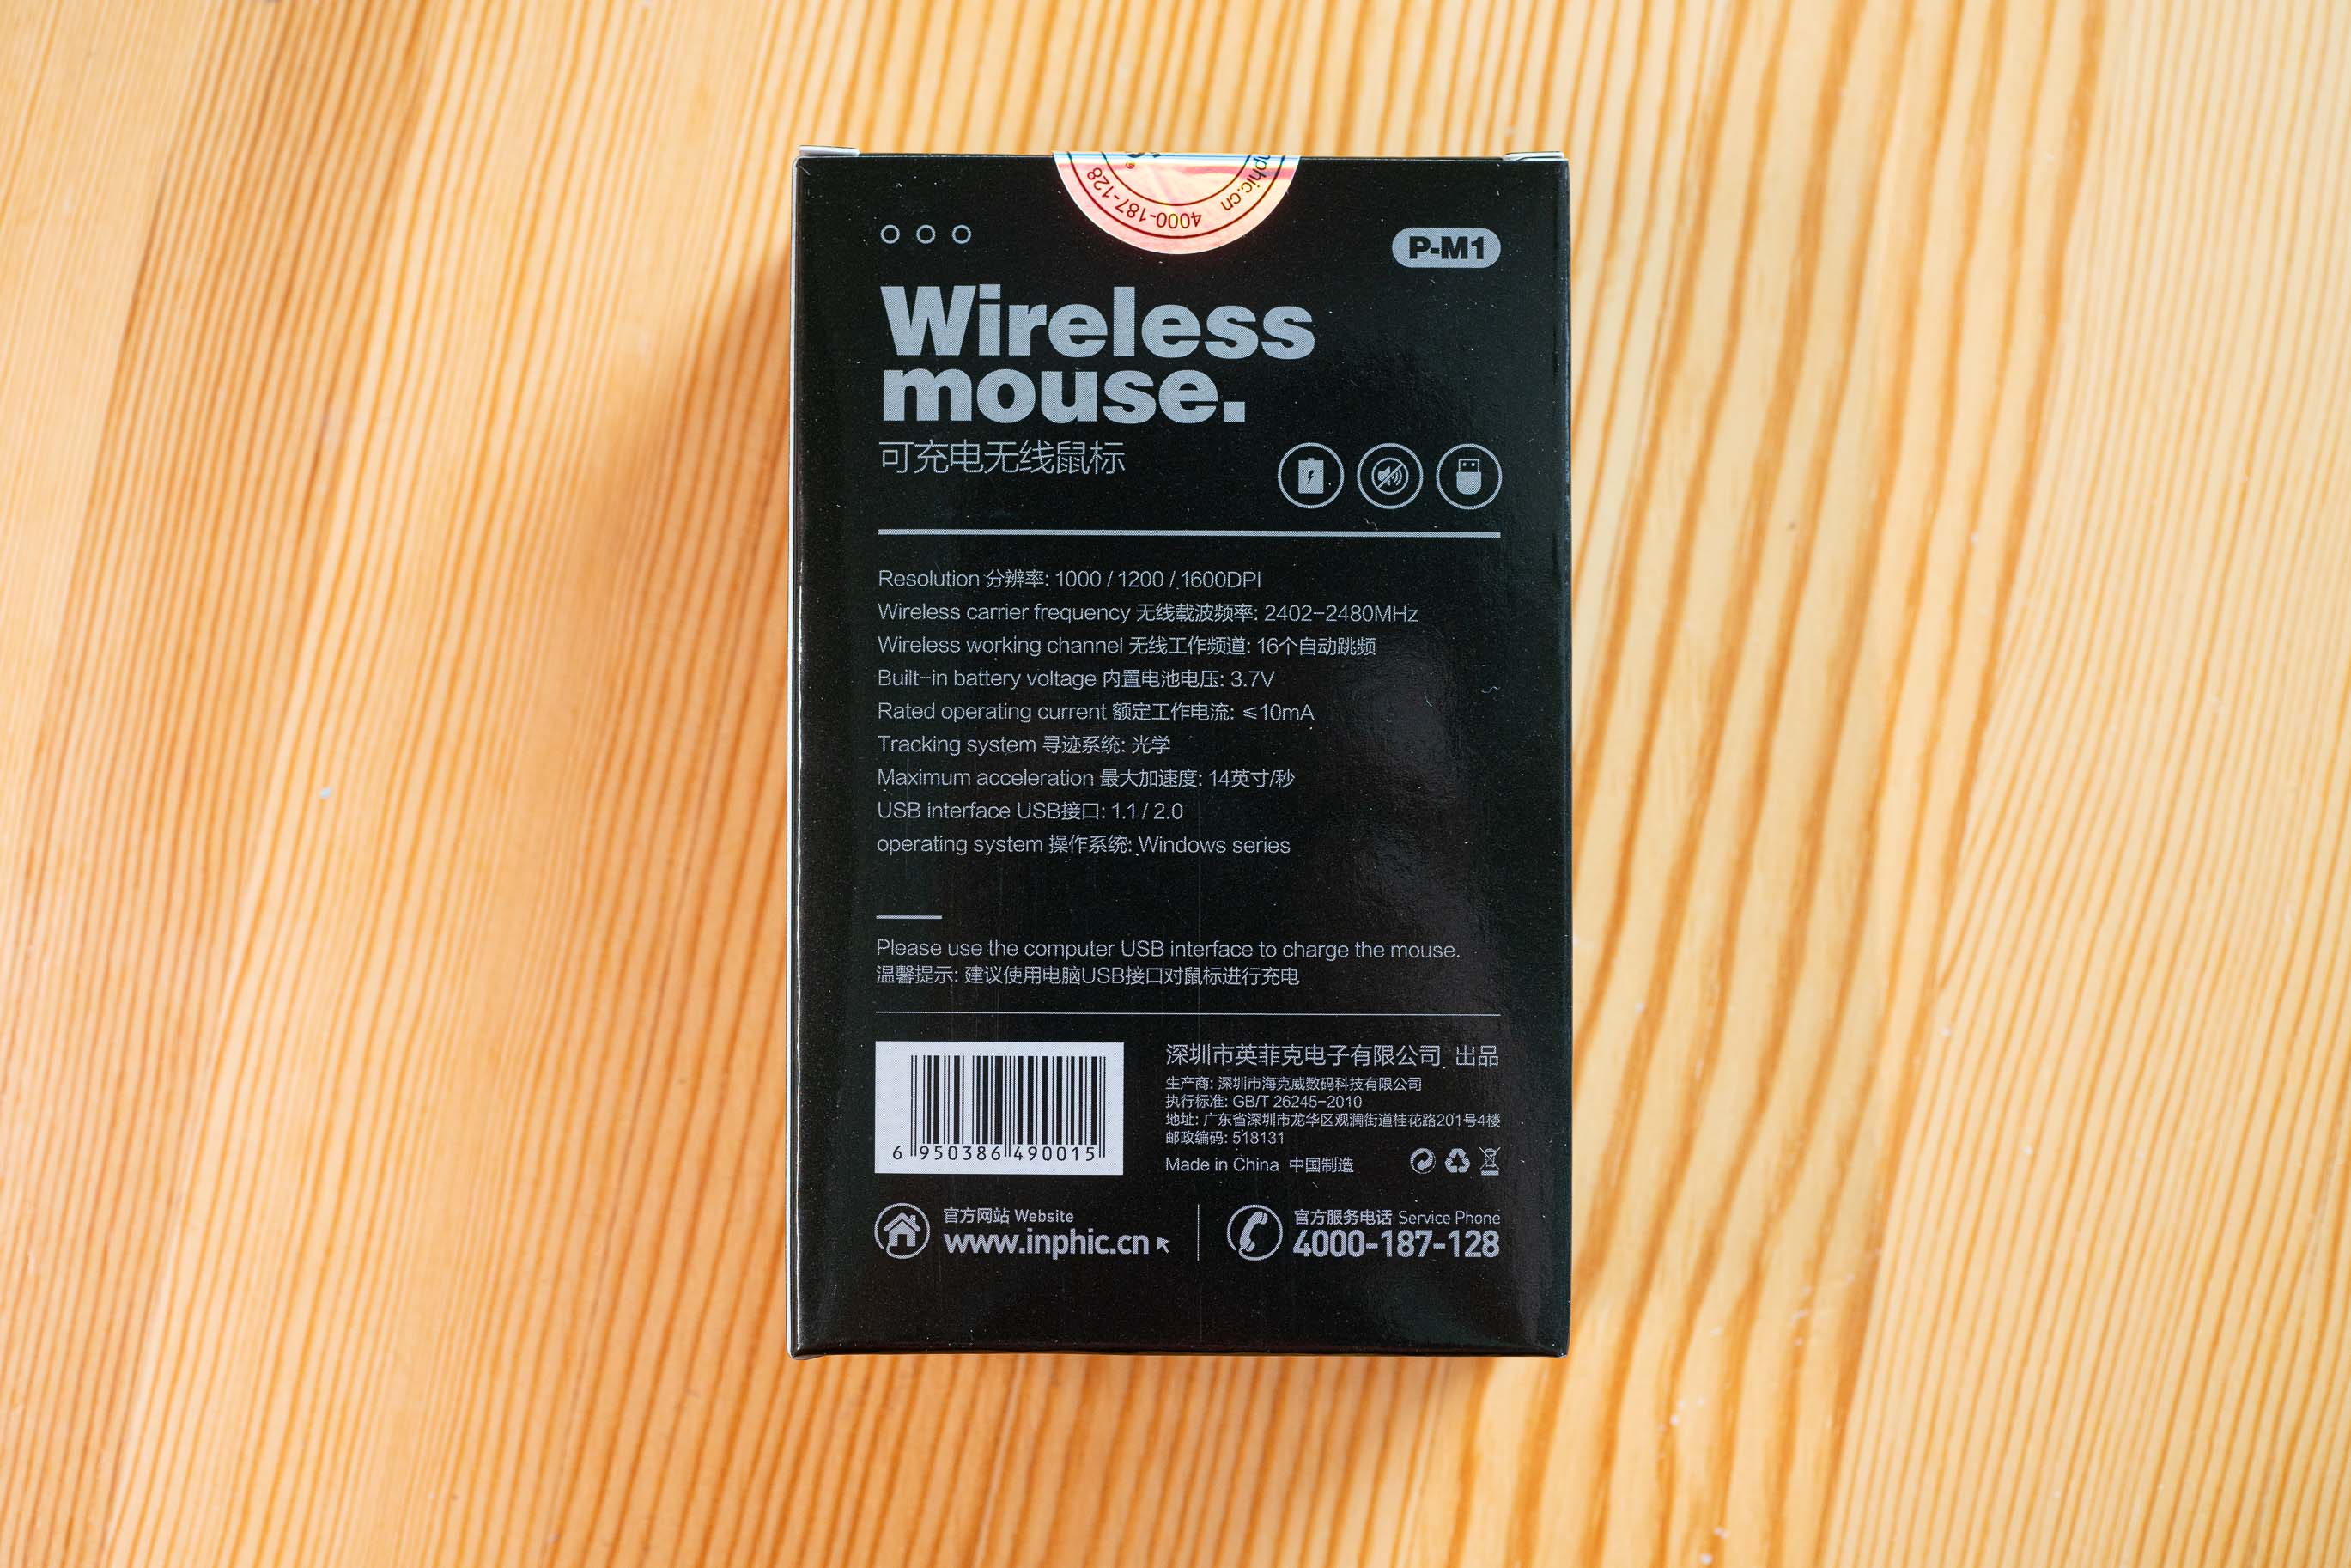 4000-187-128
nphic.cn
P-M1
Wireless
mouse.
可充电无线鼠标
Resolution 分辨率: 1000 / 1200 / 1600DPI
Wireless carrier frequency 无线载波频率: 2402-2480MHz
Wireless working channel 无线工作频道: 16个自动跳频
Built-in battery voltage 内置电池电压: 3.7V
Rated operating current 额定工作电流: ≤10mA
Tracking system 寻迹系统: 光学
Maximum acceleration 最大加速度: 14英寸/秒
USB interface USB接口: 1.1 / 2.0
operating system 操作系统: Windows series
Please use the computer USB interface to charge the mouse.
温馨提示: 建议使用电脑USB接口对鼠标进行充电
6 950386 490015
深圳市英菲克电子有限公司 出品
生产商: 深圳市海克威数码科技有限公司
执行标准: GB/T 26245-2010
地址: 广东省深圳市龙华区观澜街道桂花路201号4楼
邮政编码: 518131
Made in China 中国制造
官方网站 Website
www.inphic.cn
官方服务电话 Service Phone
4000-187-128